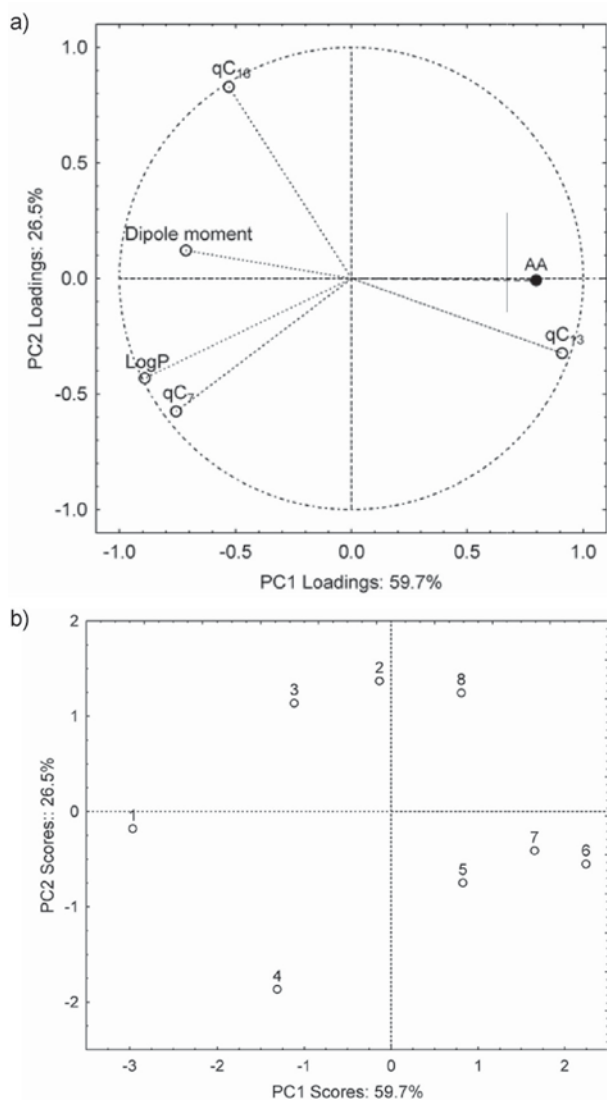 a)
1.0
qC16
0.5
Dipole moment
AA
0.0
qC13
LogP
-0.5
qC7
-1.0
PC2 Loadings: 26.5%
-1.0 -0.5 0.0 0.5 1.0
PC1 Loadings: 59.7%
b)
2
2
8
3
1
0
1
7
6
5
-1
4
-2
PC2 Scores:: 26.5%
-3 -2 -1 0 1 2
PC1 Scores: 59.7%